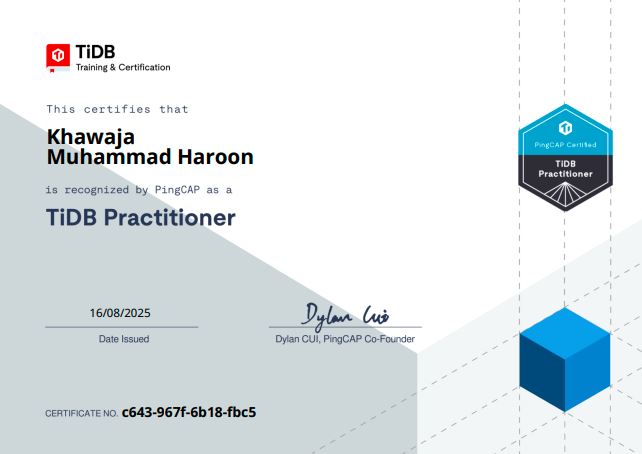 TiDB
Training & Certification
This certifies that
Khawaja
Muhammad Haroon
is recognized by PingCAP as a
TiDB Practitioner
PingCAP Certified
TiDB
Practitioner
16/08/2025
Date Issued
Dylan Cui
Dylan CUI, PingCAP Co-Founder
CERTIFICATE NO. c643-967f-6b18-fbc5